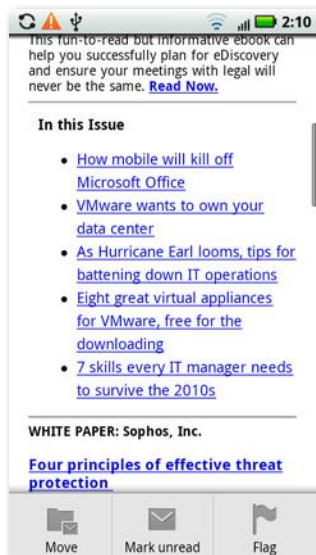 2:10
This fun-to-read but informative ebook can
help you successfully plan for eDiscovery
and ensure your meetings with legal will
never be the same. Read Now.
In this Issue
• How mobile will kill off
Microsoft Office
• VMware wants to own your
data center
• As Hurricane Earl looms, tips for
battening down IT operations
• Eight great virtual appliances
for VMware, free for the
downloading
• 7 skills every IT manager needs
to survive the 2010s
WHITE PAPER: Sophos, Inc.
Four principles of effective threat
protection
Move Mark unread Flag